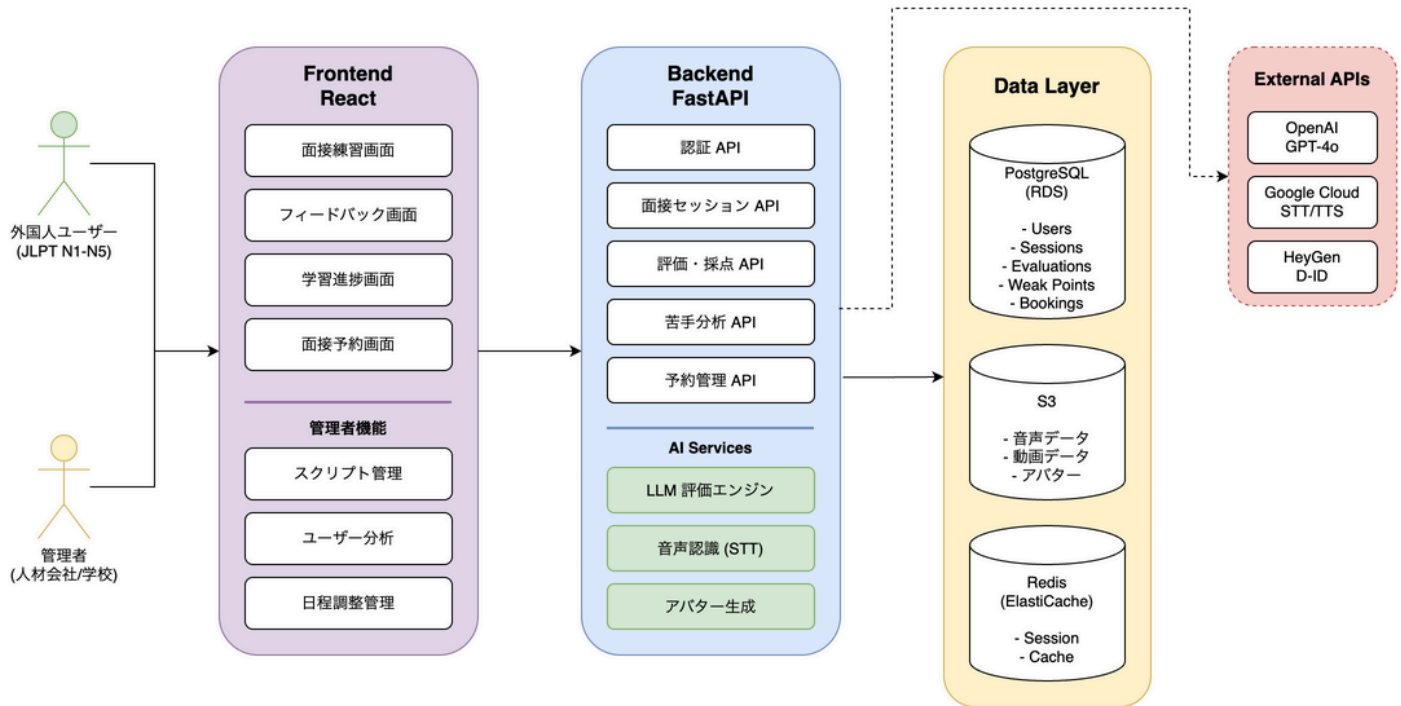 外国人ユーザー
(JLPT N1-N5)
管理者
(人材会社/学校)
Frontend
React
面接練習画面
フィードバック画面
学習進捗画面
面接予約画面
管理者機能
スクリプト管理
ユーザー分析
日程調整管理
Backend
FastAPI
認証 API
面接セッション API
評価・採点 API
苦手分析 API
予約管理 API
AI Services
LLM 評価エンジン
音声認識 (STT)
アバター生成
Data Layer
PostgreSQL
(RDS)
- Users
- Sessions
- Evaluations
- Weak Points
- Bookings
S3
- 音声データ
- 動画データ
- アバター
Redis
(ElastiCache)
- Session
- Cache
External APIs
OpenAI
GPT-4o
Google Cloud
STT/TTS
HeyGen
D-ID